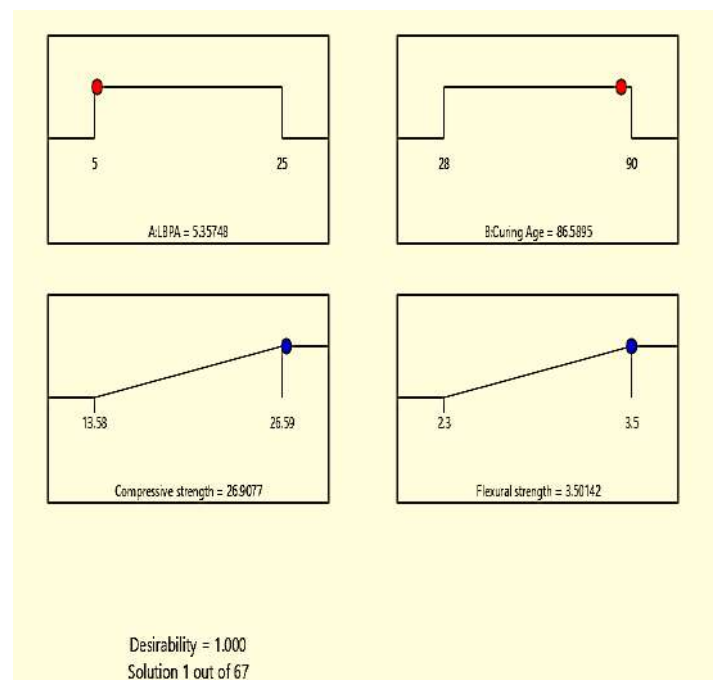 5 25
A:LBPA = 5.35748
28 90
B:Curing Age = 86.5895
13.58 26.59
Compressive strength = 26.9077
2.3 3.5
Flexural strength = 3.50142
Desirability = 1.000
Solution 1 out of 67